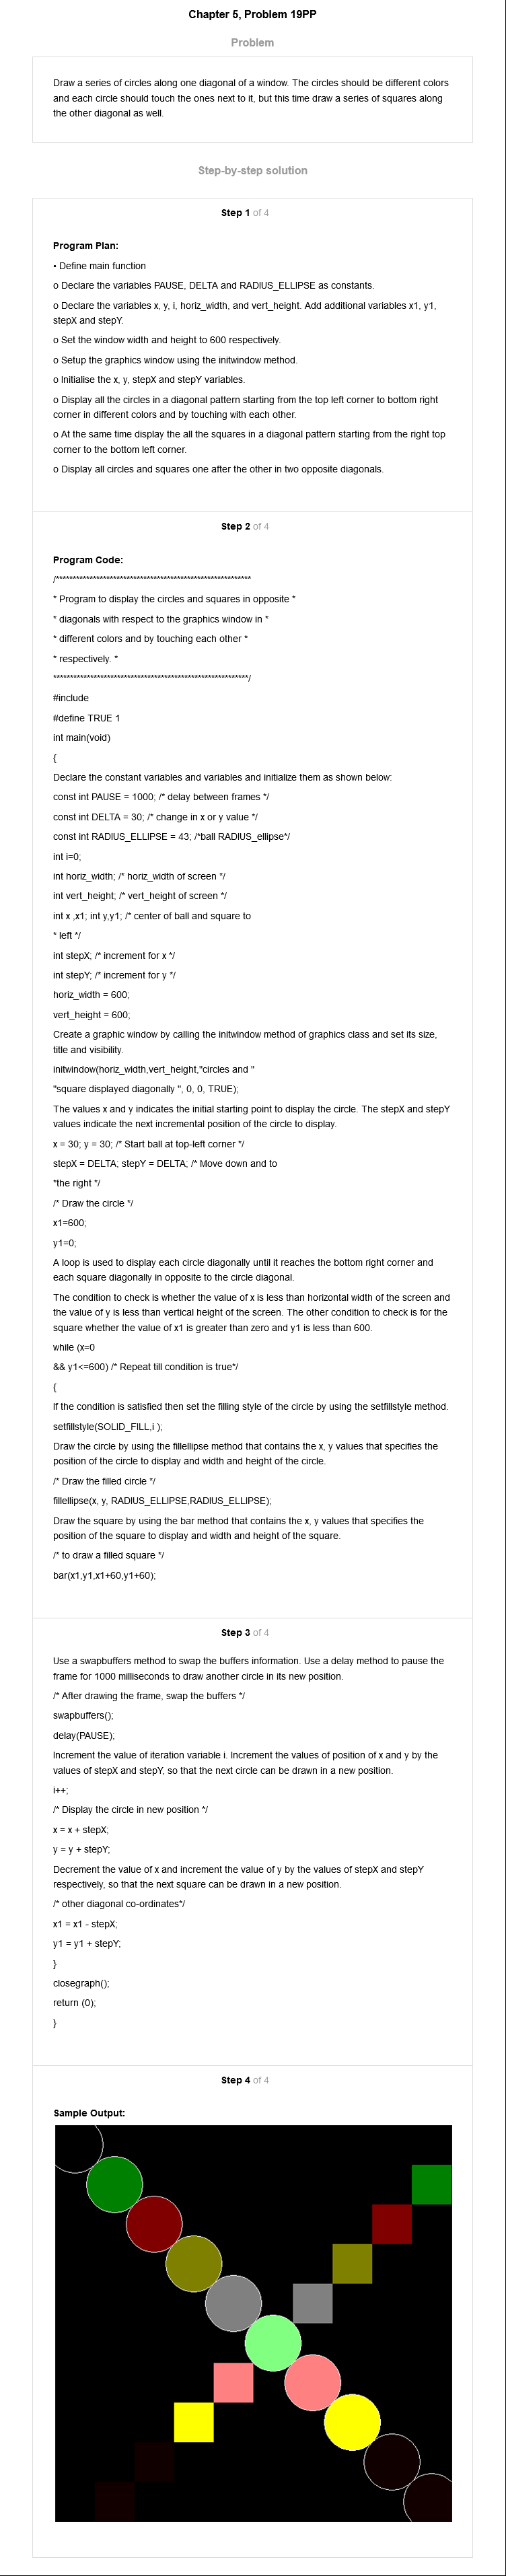 Chapter 5, Problem 19PP
Problem
Draw a series of circles along one diagonal of a window. The circles should be different colors
and each circle should touch the ones next to it, but this time draw a series of squares along
the other diagonal as well.
Step-by-step solution
Step 1 of 4
Program Plan:
• Define main function
o Declare the variables PAUSE, DELTA and RADIUS_ELLIPSE as constants.
o Declare the variables x, y, i, horiz_width, and vert_height. Add additional variables x1, y1,
stepX and stepY.
o Set the window width and height to 600 respectively.
o Setup the graphics window using the initwindow method.
o Initialise the x, y, stepX and stepY variables.
o Display all the circles in a diagonal pattern starting from the top left corner to bottom right
corner in different colors and by touching with each other.
o At the same time display the all the squares in a diagonal pattern starting from the right top
corner to the bottom left corner.
o Display all circles and squares one after the other in two opposite diagonals.
Step 2 of 4
Program Code:
/**********************************************************
* Program to display the circles and squares in opposite *
* diagonals with respect to the graphics window in *
* different colors and by touching each other *
* respectively. *
**********************************************************/
#include
#define TRUE 1
int main(void)
{
Declare the constant variables and variables and initialize them as shown below:
const int PAUSE = 1000; /* delay between frames */
const int DELTA = 30; /* change in x or y value */
const int RADIUS_ELLIPSE = 43; /*ball RADIUS_ellipse*/
int i=0;
int horiz_width; /* horiz_width of screen */
int vert_height; /* vert_height of screen */
int x ,x1; int y,y1; /* center of ball and square to
* left */
int stepX; /* increment for x */
int stepY; /* increment for y */
horiz_width = 600;
vert_height = 600;
Create a graphic window by calling the initwindow method of graphics class and set its size,
title and visibility.
initwindow(horiz_width,vert_height,"circles and "
"square displayed diagonally ", 0, 0, TRUE);
The values x and y indicates the initial starting point to display the circle. The stepX and stepY
values indicate the next incremental position of the circle to display.
x = 30; y = 30; /* Start ball at top-left corner */
stepX = DELTA; stepY = DELTA; /* Move down and to
*the right */
/* Draw the circle */
x1=600;
y1=0;
A loop is used to display each circle diagonally until it reaches the bottom right corner and
each square diagonally in opposite to the circle diagonal.
The condition to check is whether the value of x is less than horizontal width of the screen and
the value of y is less than vertical height of the screen. The other condition to check is for the
square whether the value of x1 is greater than zero and y1 is less than 600.
while (x=0
&& y1<=600) /* Repeat till condition is true*/
{
If the condition is satisfied then set the filling style of the circle by using the setfillstyle method.
setfillstyle(SOLID_FILL,i );
Draw the circle by using the fillellipse method that contains the x, y values that specifies the
position of the circle to display and width and height of the circle.
/* Draw the filled circle */
fillellipse(x, y, RADIUS_ELLIPSE,RADIUS_ELLIPSE);
Draw the square by using the bar method that contains the x, y values that specifies the
position of the square to display and width and height of the square.
/* to draw a filled square */
bar(x1,y1,x1+60,y1+60);
Step 3 of 4
Use a swapbuffers method to swap the buffers information. Use a delay method to pause the
frame for 1000 milliseconds to draw another circle in its new position.
/* After drawing the frame, swap the buffers */
swapbuffers();
delay(PAUSE);
Increment the value of iteration variable i. Increment the values of position of x and y by the
values of stepX and stepY, so that the next circle can be drawn in a new position.
i++;
/* Display the circle in new position */
x = x + stepX;
y = y + stepY;
Decrement the value of x and increment the value of y by the values of stepX and stepY
respectively, so that the next square can be drawn in a new position.
/* other diagonal co-ordinates*/
x1 = x1 - stepX;
y1 = y1 + stepY;
}
closegraph();
return (0);
}
Step 4 of 4
Sample Output: